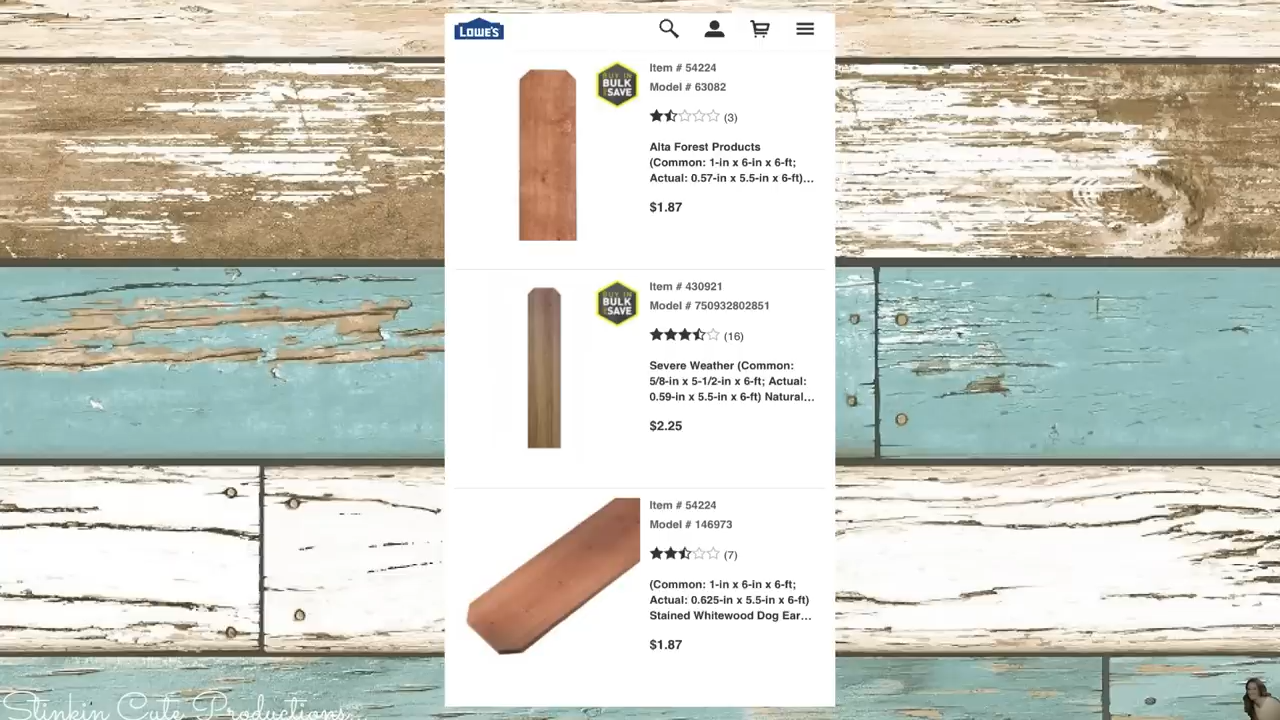 LOWE'S
Item # 54224
Model # 63082
BUY IN
BULK
& SAVE
(3)
Alta Forest Products
(Common: 1-in x 6-in x 6-ft;
Actual: 0.57-in x 5.5-in x 6-ft)...
$1.87
Item # 430921
Model # 750932802851
BUY IN
BULK
& SAVE
(16)
Severe Weather (Common:
5/8-in x 5-1/2-in x 6-ft; Actual:
0.59-in x 5.5-in x 6-ft) Natural...
$2.25
Item # 54224
Model # 146973
(7)
(Common: 1-in x 6-in x 6-ft;
Actual: 0.625-in x 5.5-in x 6-ft)
Stained Whitewood Dog Ear...
$1.87
Stinkin Cute Productions...